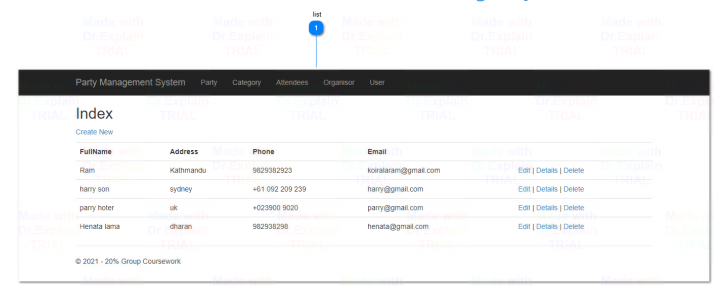 list
1
Party Management System Party Category Attendees Organisor User
Index
Create New
FullName Address Phone Email
Ram Kathmandu 9829382923 koiralaram@gmail.com Edit | Details | Delete
harry son sydney +61 092 209 239 harry@gmail.com Edit | Details | Delete
parry hoter uk +023900 9020 parry@gmail.com Edit | Details | Delete
Henata lama dharan 982938298 henata@gmail.com Edit | Details | Delete
© 2021 - 20% Group Coursework
Made with
Dr.Explain
TRIAL